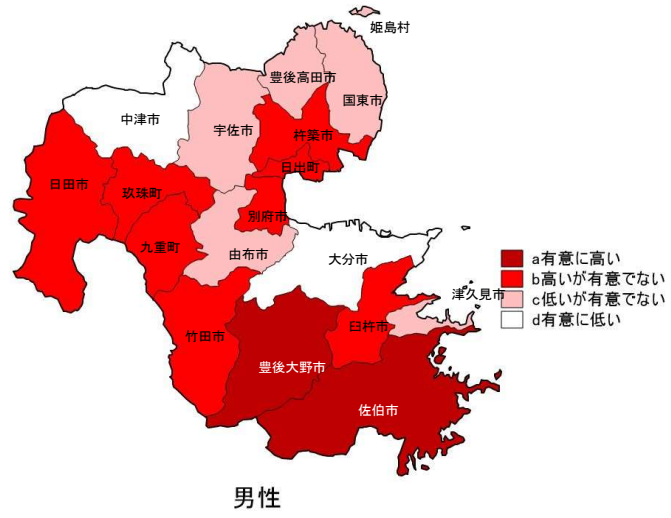 姫島村
豊後高田市
国東市
中津市
宇佐市
杵築市
日出町
日田市
玖珠町
別府市
九重町
由布市
大分市
a有意に高い
b高いが有意でない
c低いが有意でない
d有意に低い
津久見市
臼杵市
竹田市
豊後大野市
佐伯市
男性